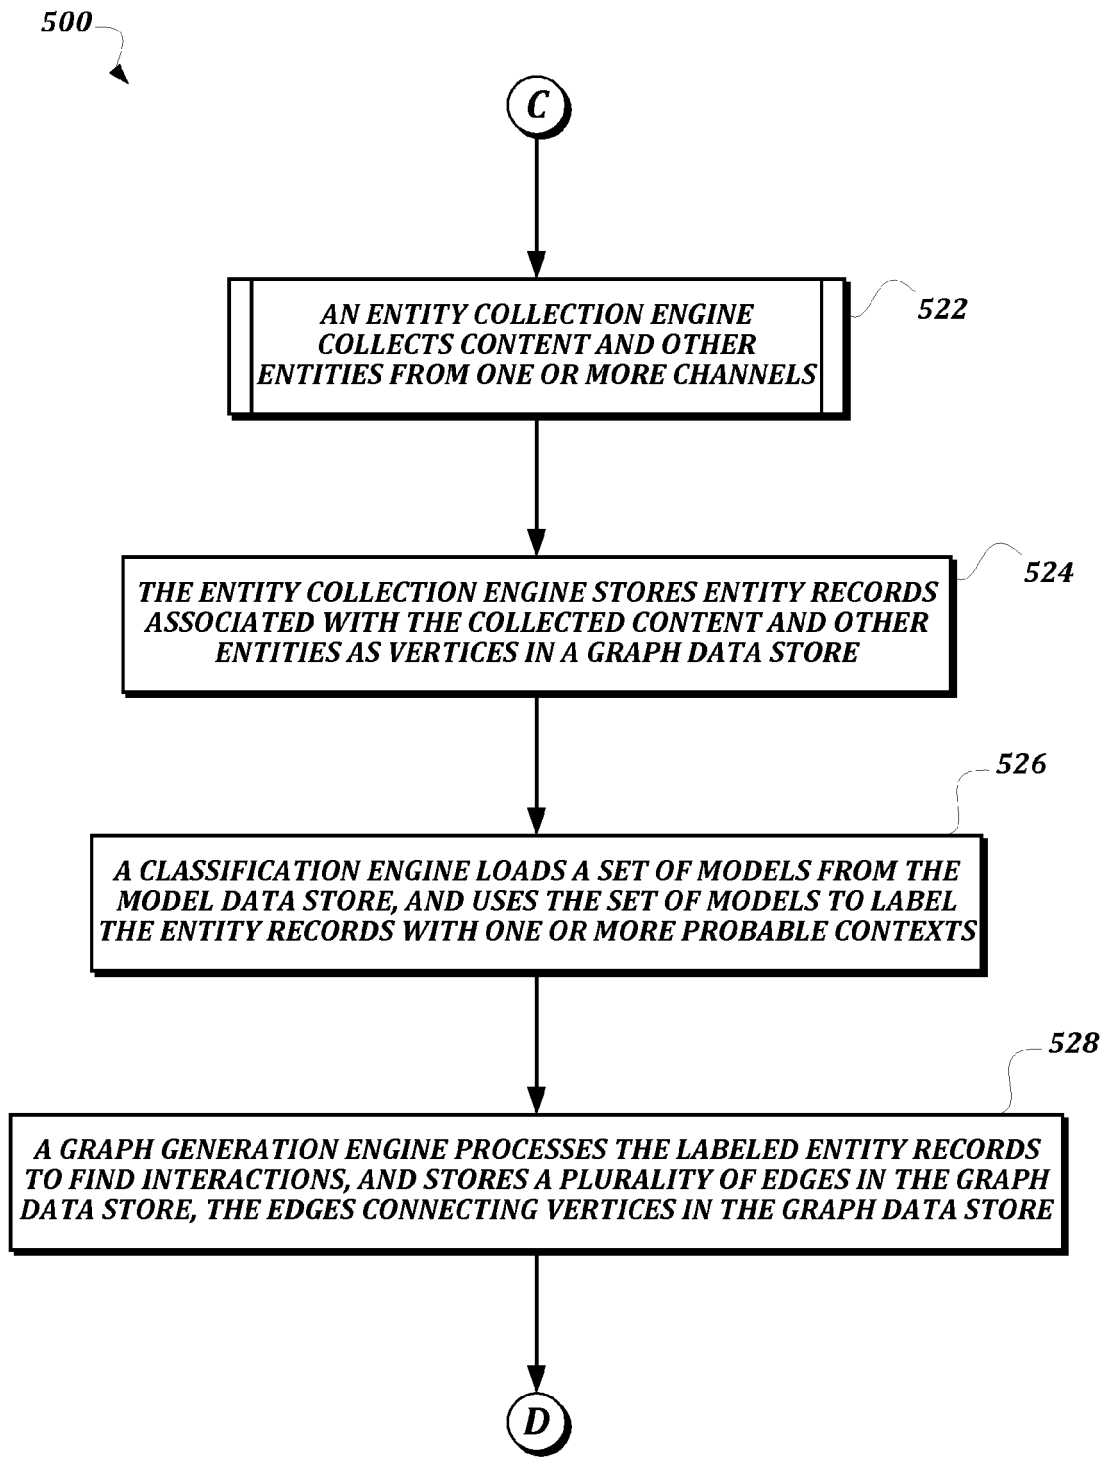 500
C
AN ENTITY COLLECTION ENGINE
COLLECTS CONTENT AND OTHER
ENTITIES FROM ONE OR MORE CHANNELS
522
THE ENTITY COLLECTION ENGINE STORES ENTITY RECORDS
ASSOCIATED WITH THE COLLECTED CONTENT AND OTHER
ENTITIES AS VERTICES IN A GRAPH DATA STORE
524
A CLASSIFICATION ENGINE LOADS A SET OF MODELS FROM THE
MODEL DATA STORE, AND USES THE SET OF MODELS TO LABEL
THE ENTITY RECORDS WITH ONE OR MORE PROBABLE CONTEXTS
526
A GRAPH GENERATION ENGINE PROCESSES THE LABELED ENTITY RECORDS
TO FIND INTERACTIONS, AND STORES A PLURALITY OF EDGES IN THE GRAPH
DATA STORE, THE EDGES CONNECTING VERTICES IN THE GRAPH DATA STORE
528
D